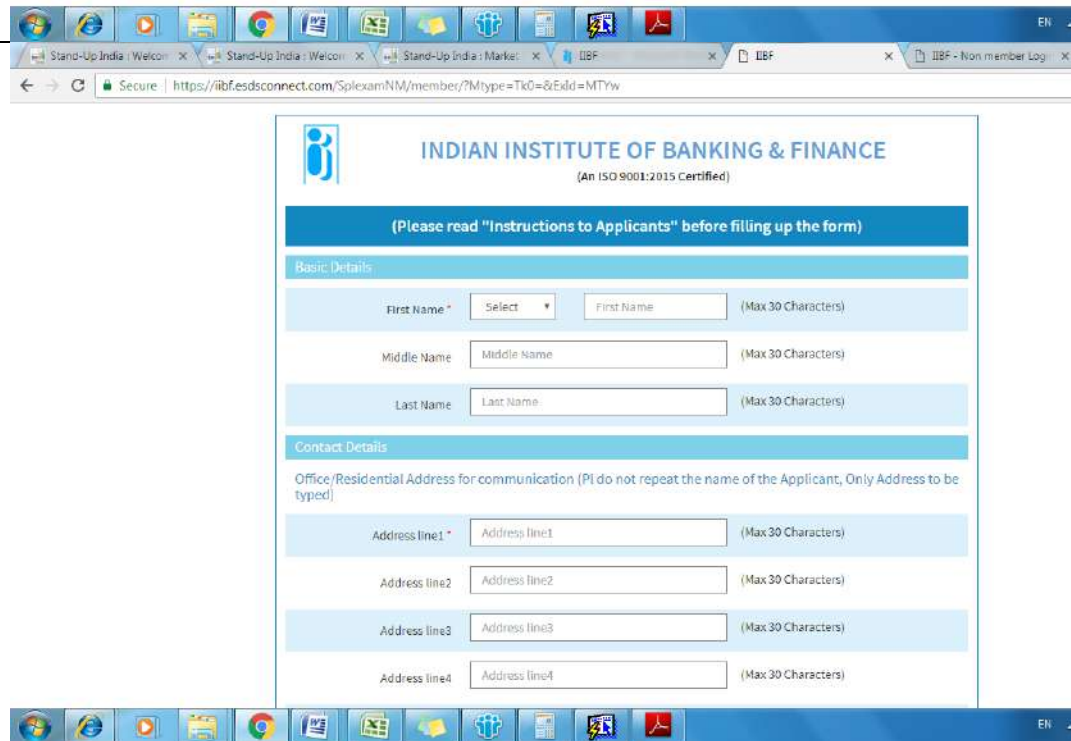 EN
Stand-Up India : Welcon
Stand-Up India : Welcon
Stand-Up India : Market
IIBF
IIBF
IIBF - Non member Log
Secure https://iibf.esdsconnect.com/SplexamNM/member/?Mtype=Tk0=&ExId=MTYw
INDIAN INSTITUTE OF BANKING & FINANCE
(An ISO 9001:2015 Certified)
(Please read "Instructions to Applicants" before filling up the form)
Basic Details
First Name * Select First Name (Max 30 Characters)
Middle Name Middle Name (Max 30 Characters)
Last Name Last Name (Max 30 Characters)
Contact Details
Office/Residential Address for communication (Pl do not repeat the name of the Applicant, Only Address to be
typed)
Address line1 * Address line1 (Max 30 Characters)
Address line2 Address line2 (Max 30 Characters)
Address line3 Address line3 (Max 30 Characters)
Address line4 Address line4 (Max 30 Characters)
EN